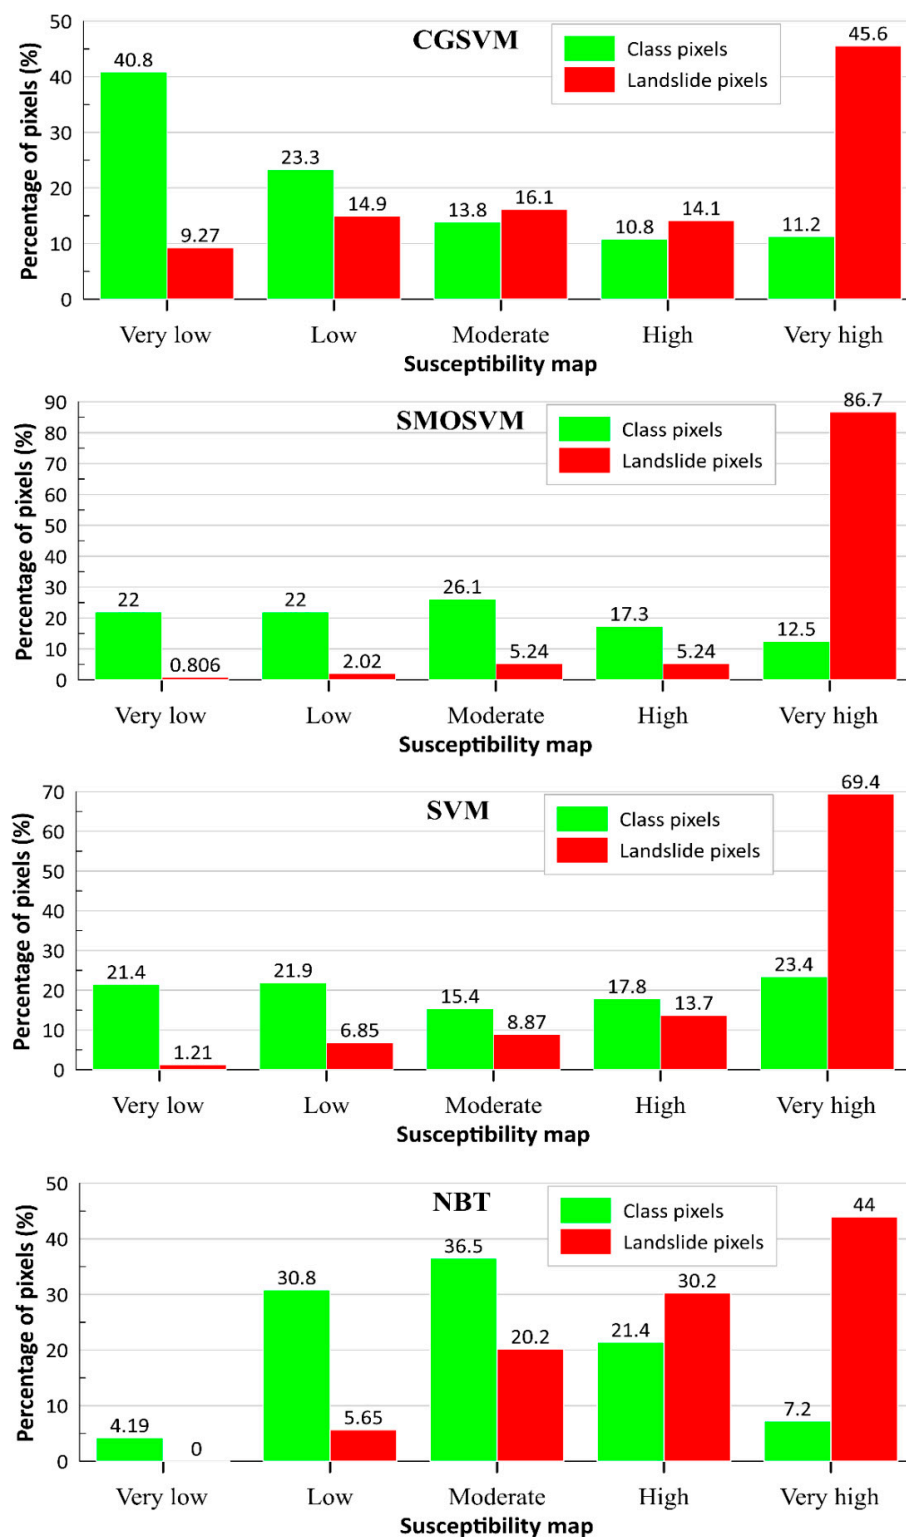 CGSVM
Class pixels
Landslide pixels
Percentage of pixels (%)
50
40
30
20
10
0
40.8
9.27
23.3
14.9
13.8
16.1
10.8
14.1
11.2
45.6
Very low
Low
Moderate
High
Very high
Susceptibility map
SMOSVM
Class pixels
Landslide pixels
Percentage of pixels (%)
90
80
70
60
50
40
30
20
10
0
22
0.806
22
2.02
26.1
5.24
17.3
5.24
12.5
86.7
Very low
Low
Moderate
High
Very high
Susceptibility map
SVM
Class pixels
Landslide pixels
Percentage of pixels (%)
70
60
50
40
30
20
10
0
21.4
1.21
21.9
6.85
15.4
8.87
17.8
13.7
23.4
69.4
Very low
Low
Moderate
High
Very high
Susceptibility map
NBT
Class pixels
Landslide pixels
Percentage of pixels (%)
50
40
30
20
10
0
4.19
0
30.8
5.65
36.5
20.2
21.4
30.2
7.2
44
Very low
Low
Moderate
High
Very high
Susceptibility map